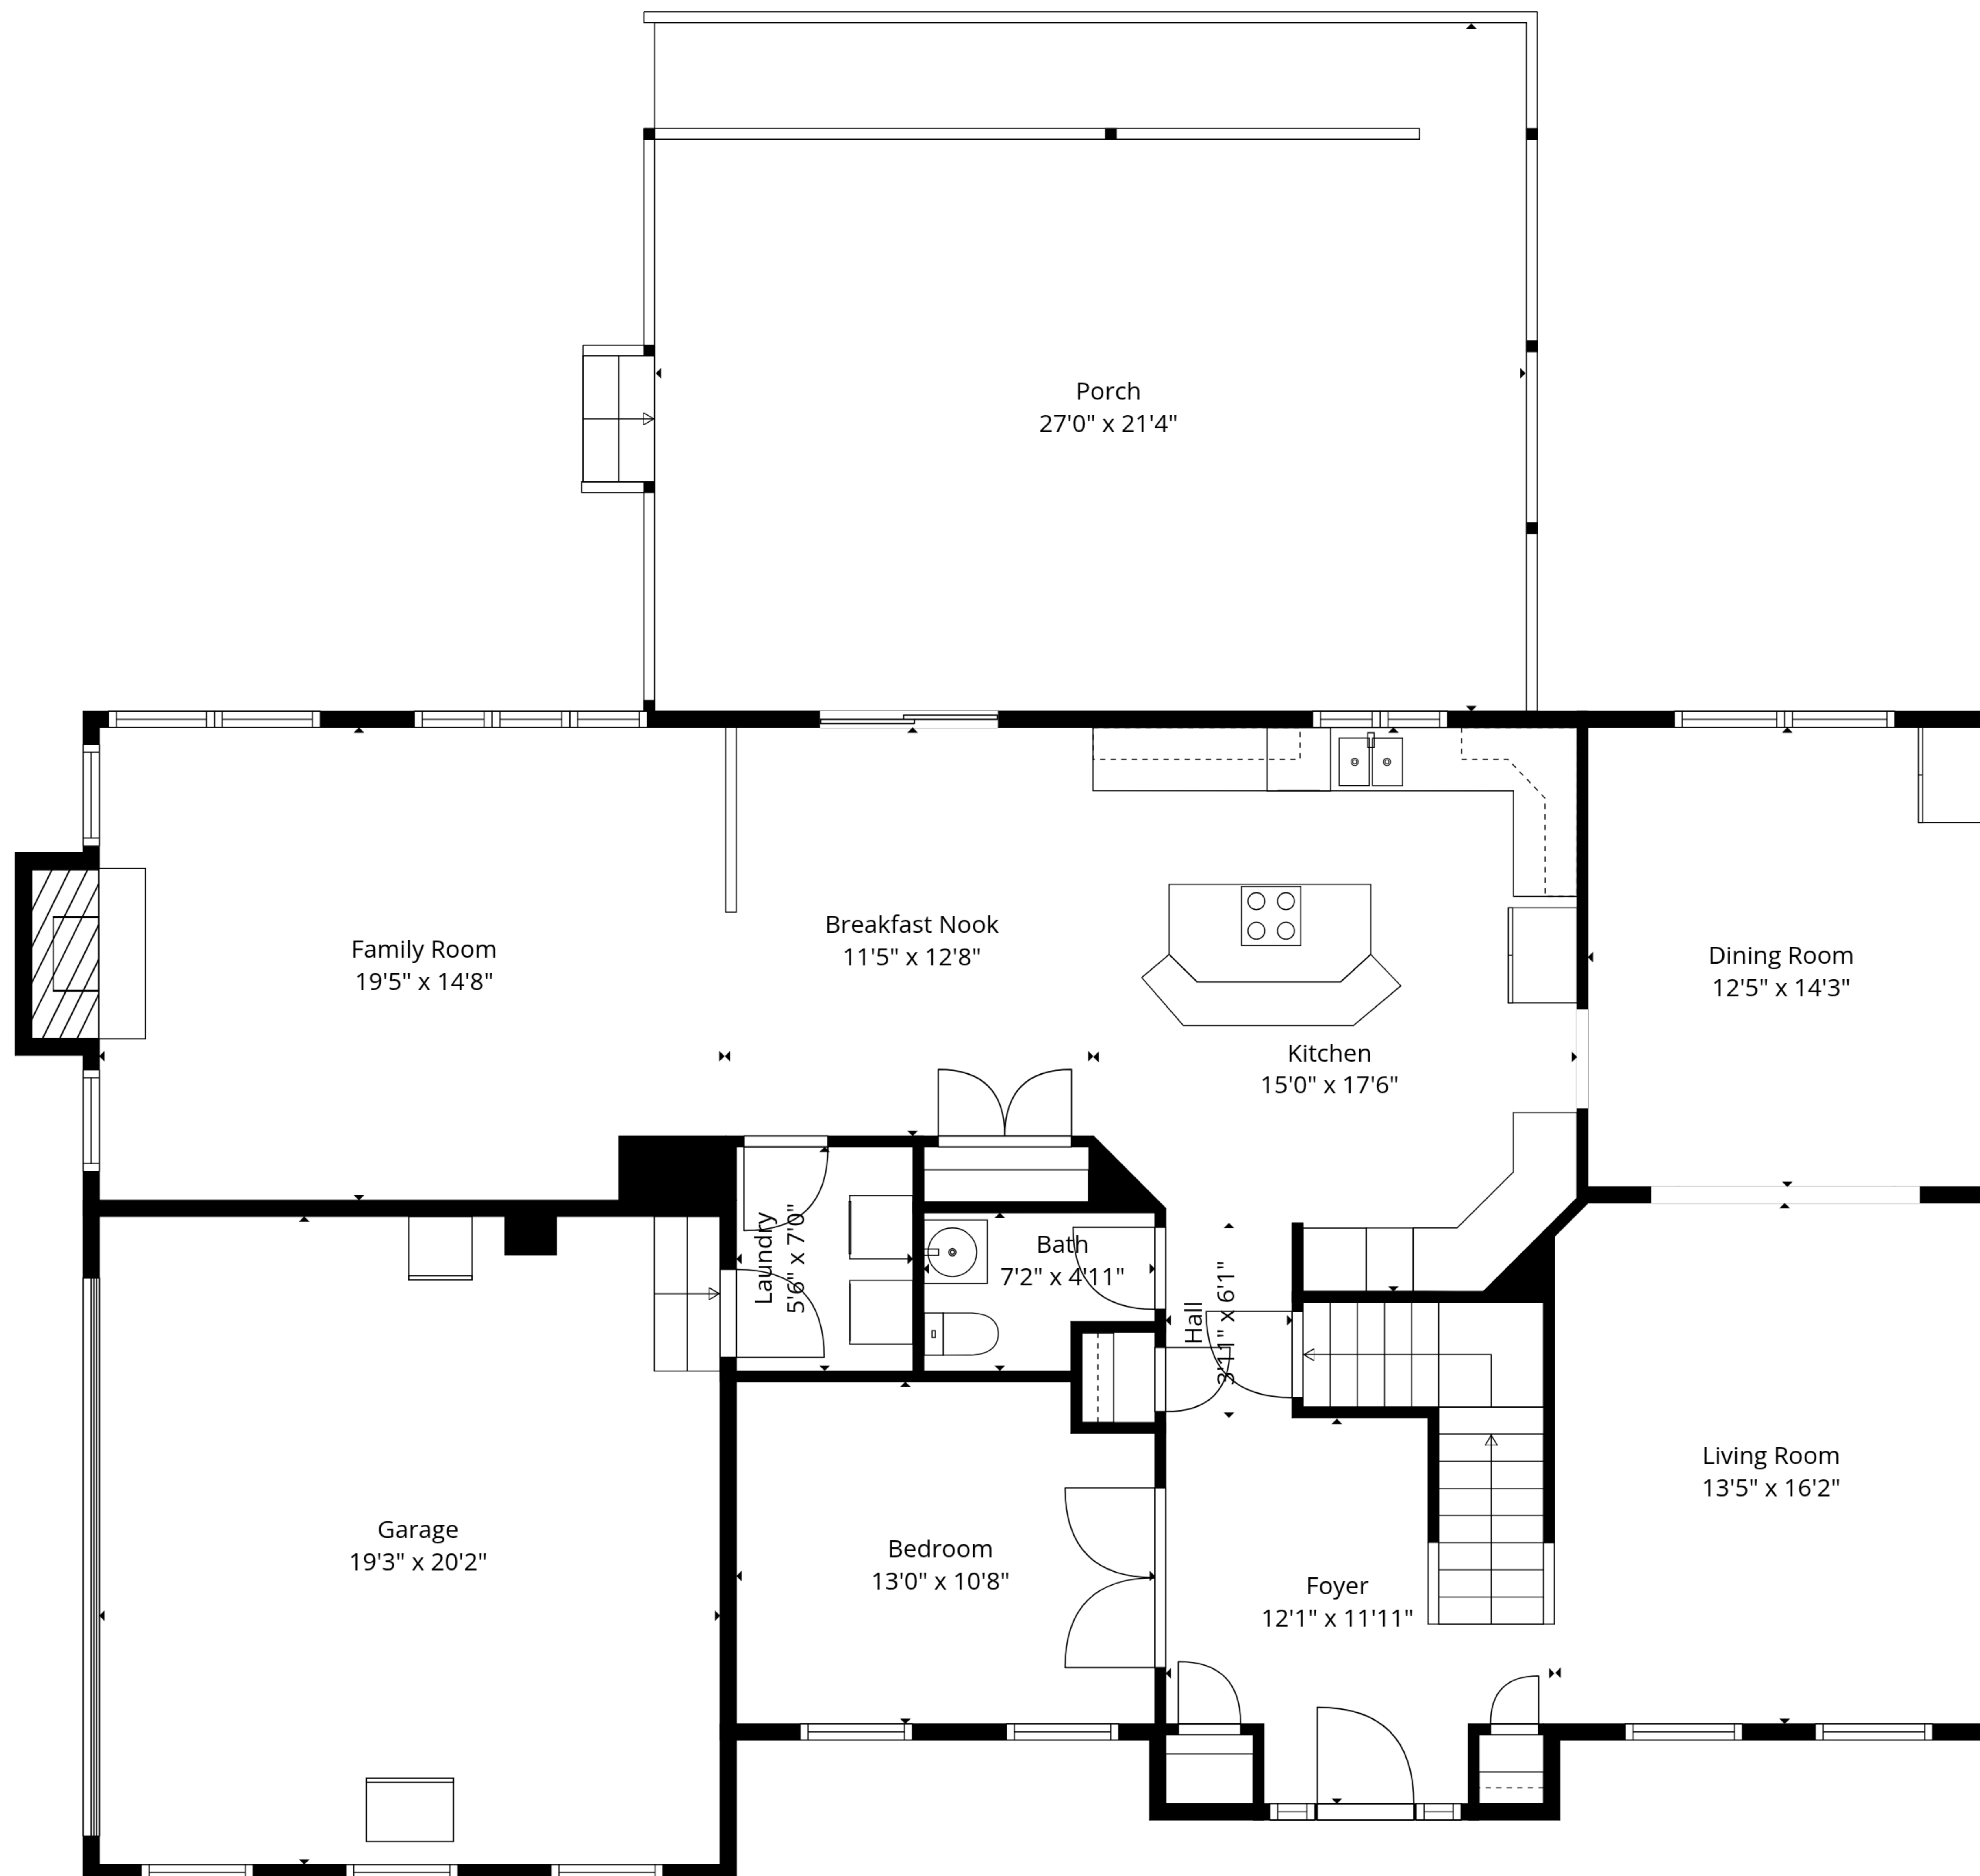 Porch
27'0" x 21'4"
Family Room
19'5" x 14'8"
Breakfast Nook
11'5" x 12'8"
Kitchen
15'0" x 17'6"
Dining Room
12'5" x 14'3"
Laundry
5'6" x 7'0"
Bath
7'2" x 4'11"
Hall
3'11" x 6'1"
Living Room
13'5" x 16'2"
Garage
19'3" x 20'2"
Bedroom
13'0" x 10'8"
Foyer
12'1" x 11'11"